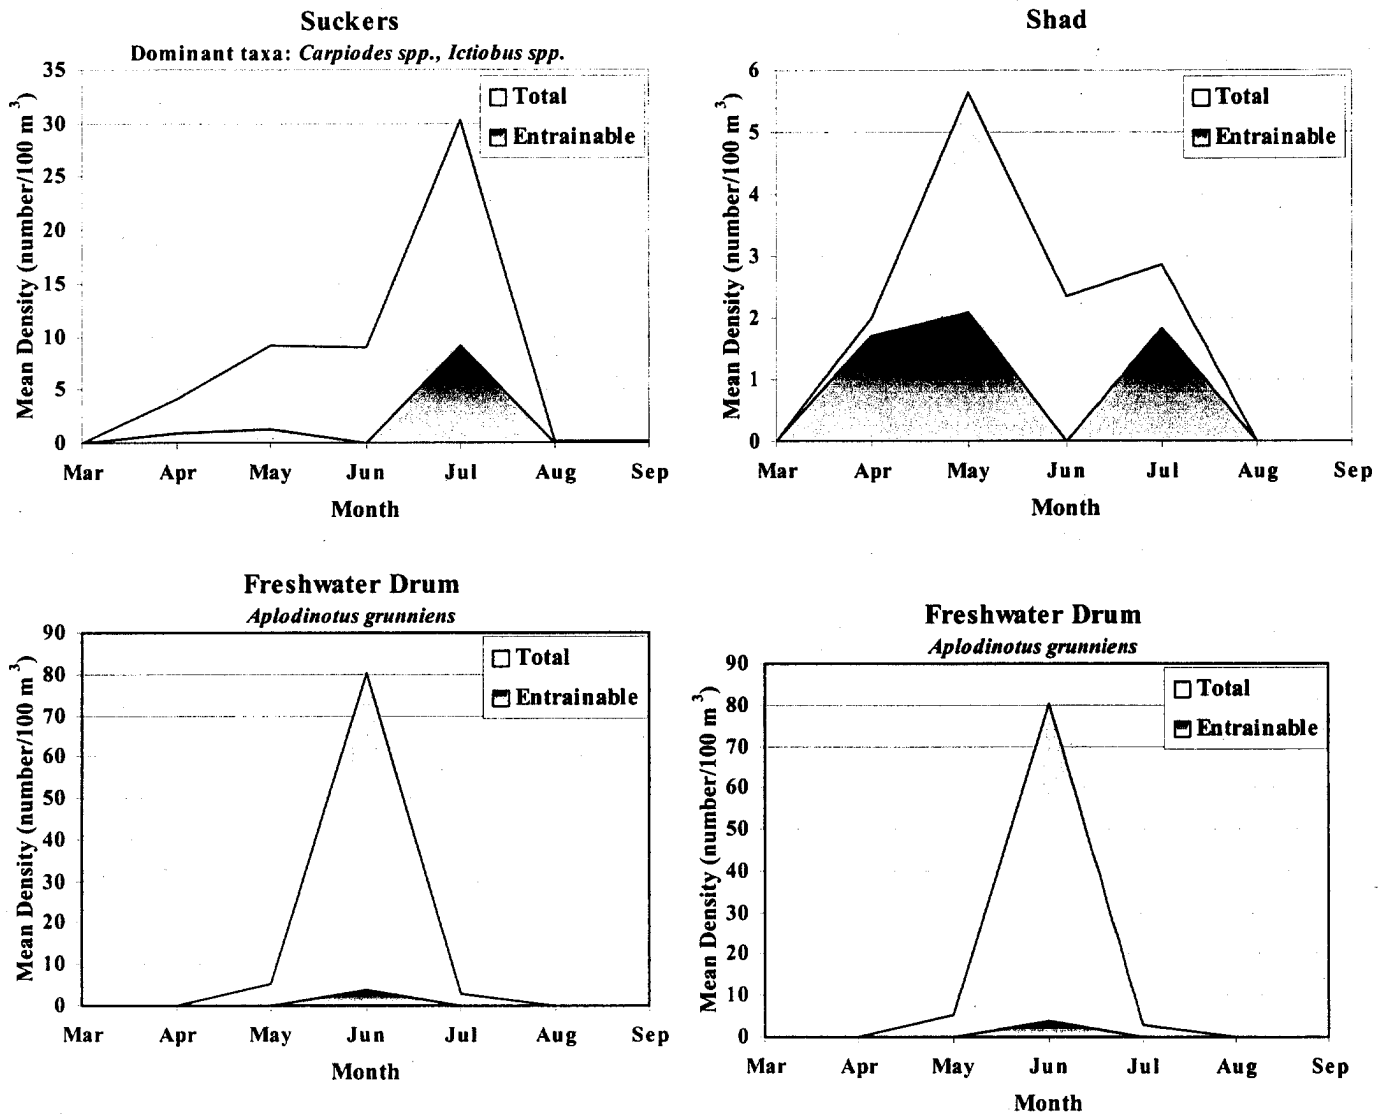 Suckers
Dominant taxa: Carpiodes spp., Ictiobus spp.
Mean Density (number/100 m 3)
35
30
25
20
15
10
5
0
Total
Entrainable
Mar Apr May Jun Jul Aug Sep
Month
Shad
Mean Density (number/100 m 3)
6
5
4
3
2
1
0
Total
Entrainable
Mar Apr May Jun Jul Aug Sep
Month
Freshwater Drum
Aplodinotus grunniens
Mean Density (number/100 m 3)
90
80
70
60
50
40
30
20
10
0
Total
Entrainable
Mar Apr May Jun Jul Aug Sep
Month
Freshwater Drum
Aplodinotus grunniens
Mean Density (number/100 m 3)
90
80
70
60
50
40
30
20
10
0
Total
Entrainable
Mar Apr May Jun Jul Aug Sep
Month